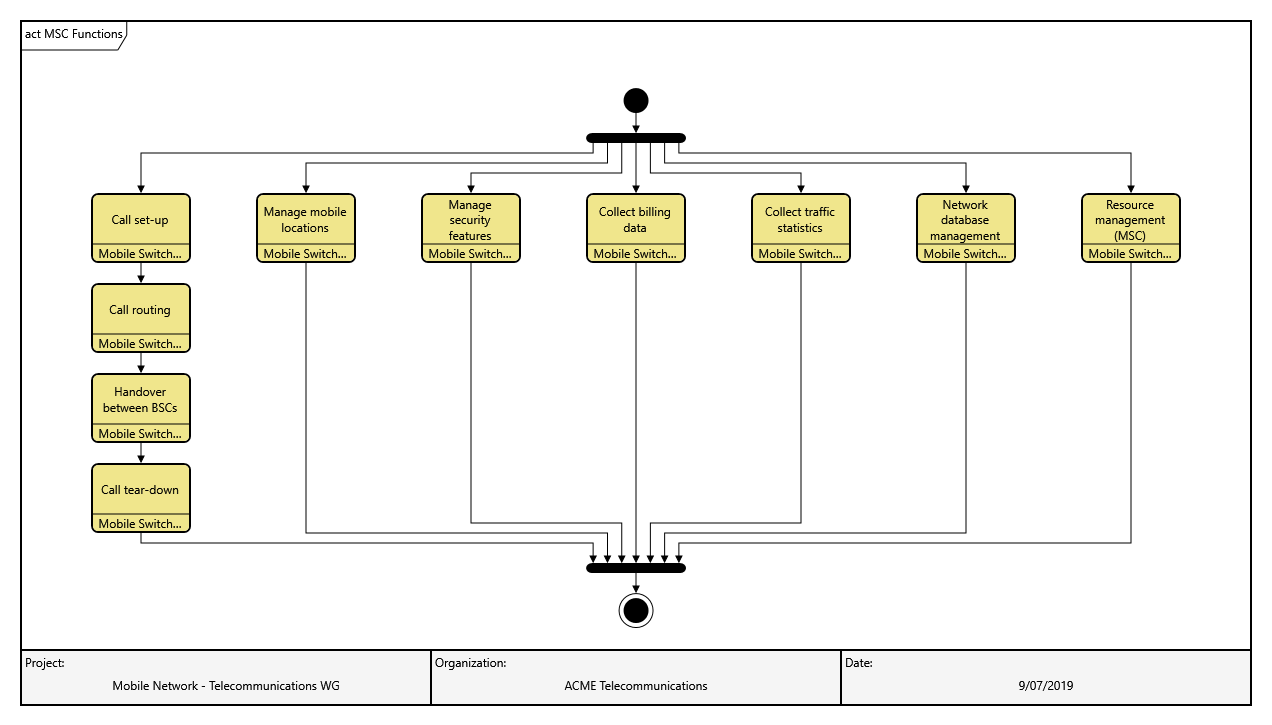 act MSC Functions
Call set-up
Mobile Switch...
Manage mobile
locations
Mobile Switch...
Manage
security
features
Mobile Switch...
Collect billing
data
Mobile Switch...
Collect traffic
statistics
Mobile Switch...
Network
database
management
Mobile Switch...
Resource
management
(MSC)
Mobile Switch...
Call routing
Mobile Switch...
Handover
between BSCs
Mobile Switch...
Call tear-down
Mobile Switch...
Project:
Mobile Network - Telecommunications WG
Organization:
ACME Telecommunications
Date:
9/07/2019